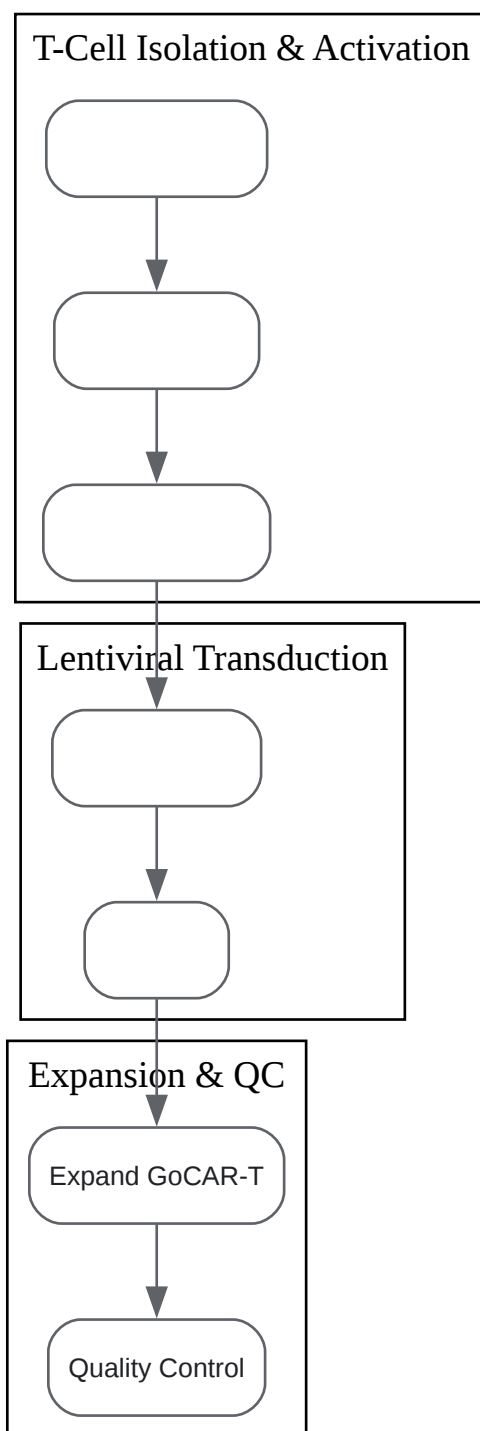 T-Cell Isolation & Activation
Lentiviral Transduction
Expansion & QC
Expand GoCAR-T
Quality Control